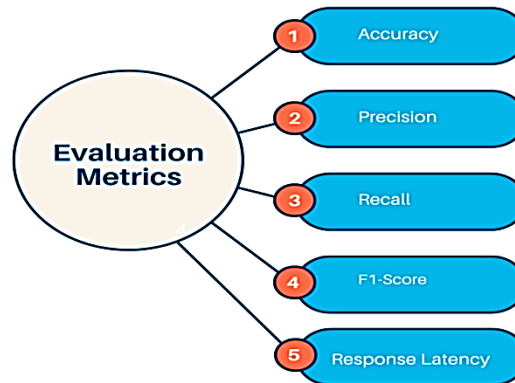 Evaluation
Metrics
1 Accuracy
2 Precision
3 Recall
4 F1-Score
5 Response Latency